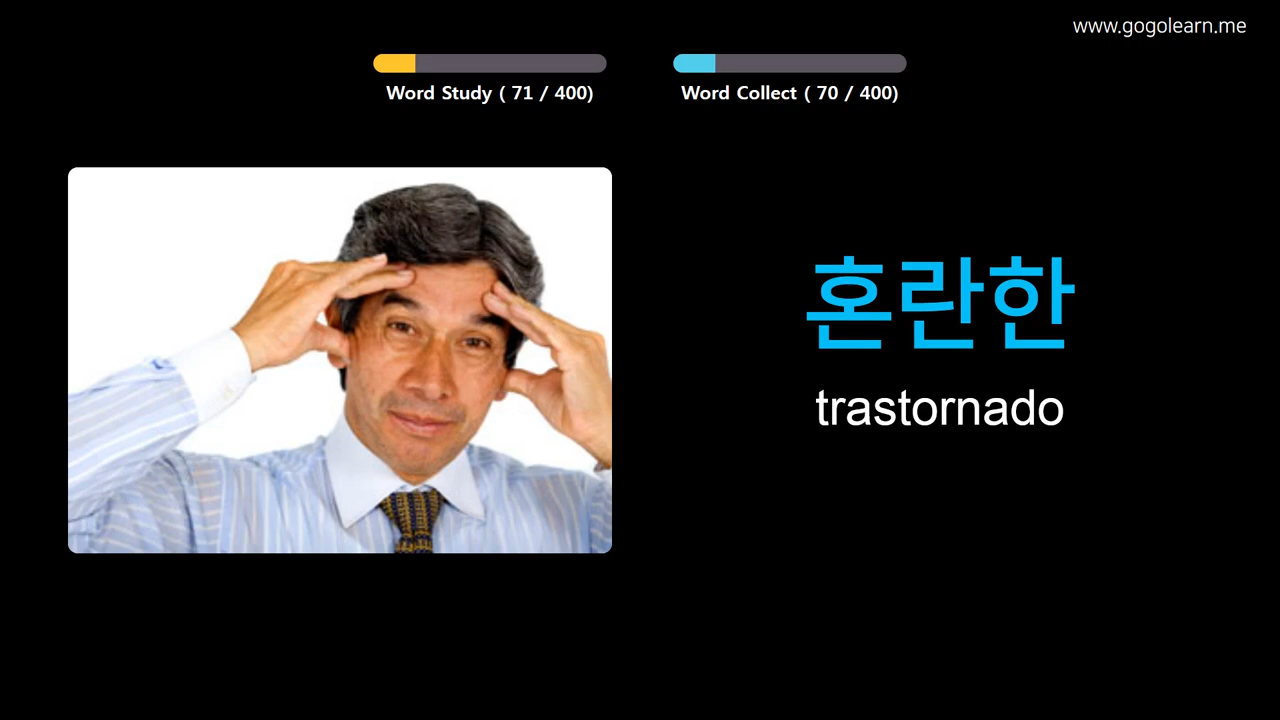 www.gogolearn.me
Word Study ( 71 / 400)
Word Collect ( 70 / 400)
혼란한
trastornado